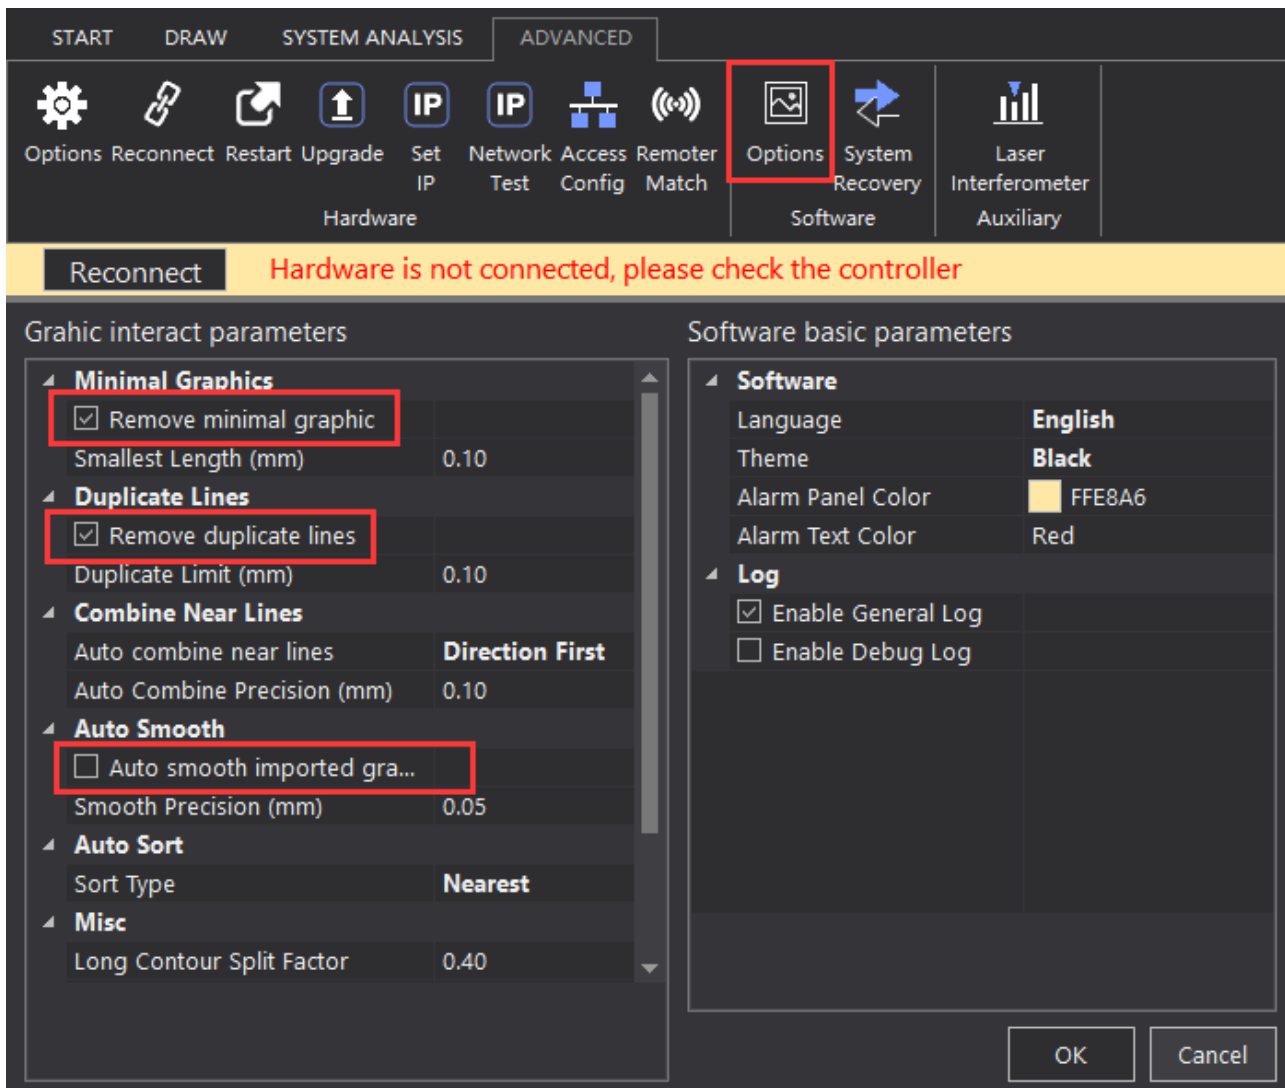 START DRAW SYSTEM ANALYSIS ADVANCED
IP IP
Options Reconnect Restart Upgrade Set IP Network Test Access Config Remoter Match Options System Recovery Laser Interferometer
Hardware Software Auxiliary
Reconnect Hardware is not connected, please check the controller
Grahic interact parameters
Minimal Graphics
Remove minimal graphic
Smallest Length (mm) 0.10
Duplicate Lines
Remove duplicate lines
Duplicate Limit (mm) 0.10
Combine Near Lines
Auto combine near lines Direction First
Auto Combine Precision (mm) 0.10
Auto Smooth
Auto smooth imported gra...
Smooth Precision (mm) 0.05
Auto Sort
Sort Type Nearest
Misc
Long Contour Split Factor 0.40
Software basic parameters
Software
Language English
Theme Black
Alarm Panel Color FFE8A6
Alarm Text Color Red
Log
Enable General Log
Enable Debug Log
OK Cancel